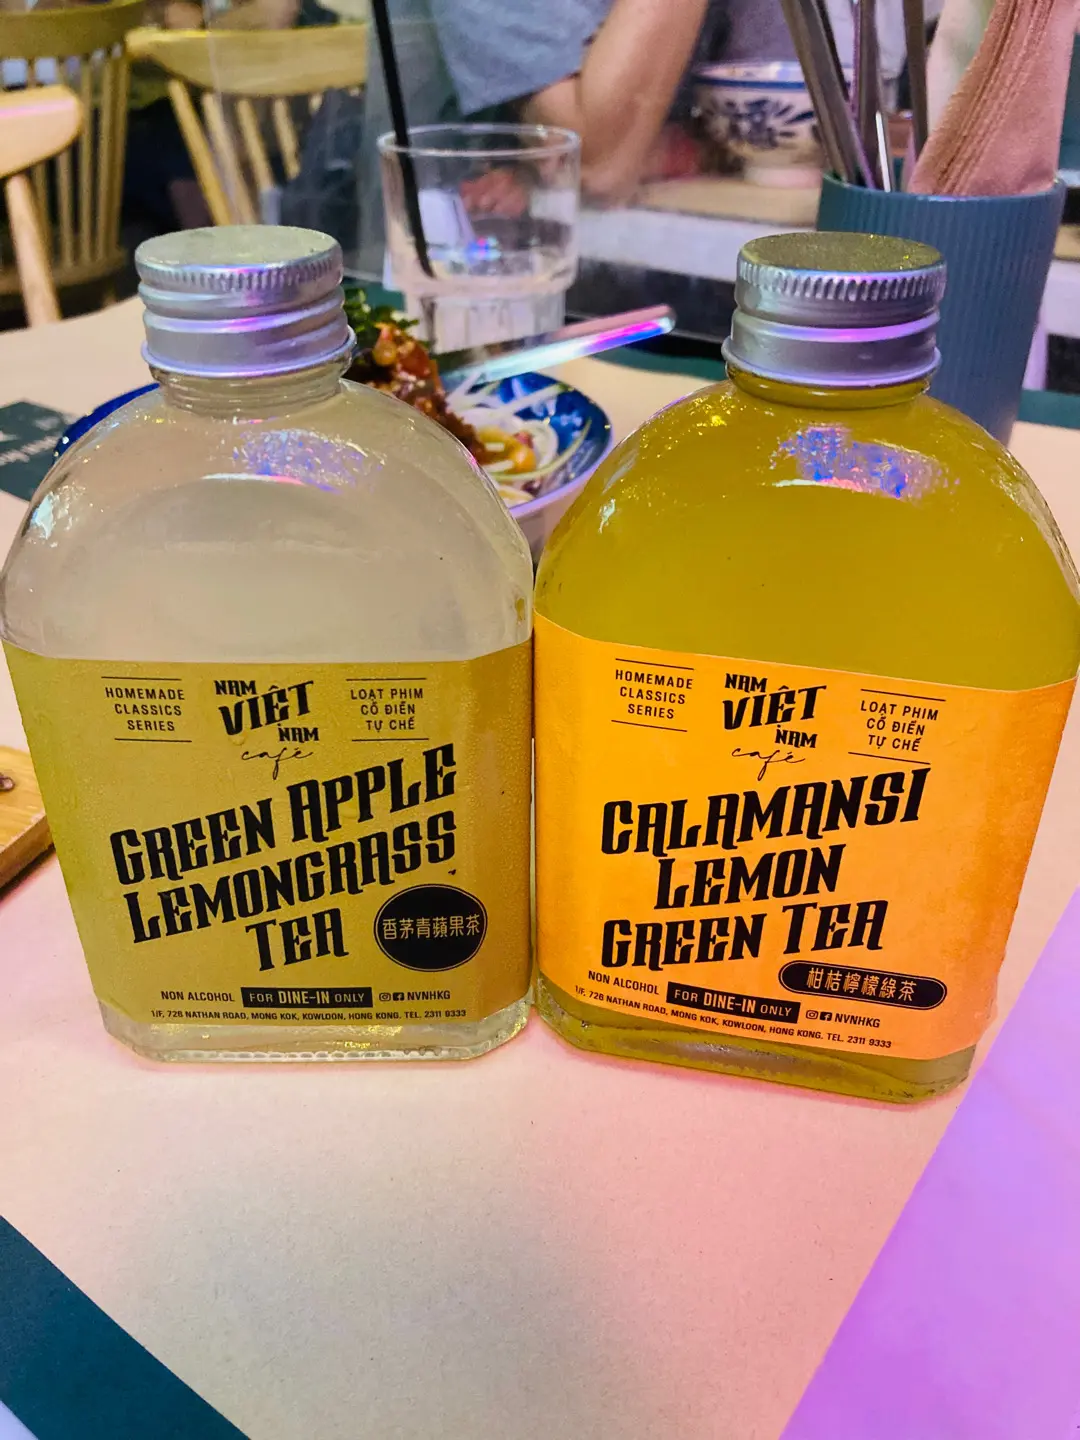 HOMEMADE
CLASSICS
SERIES
NAM
VIỆT
NAM
café
LOẠT PHIM
CỔ ĐIỂN
TỰ CHẾ
GREEN APPLE
LEMONGRASS
TEA
香茅青蘋果茶
NON ALCOHOL FOR DINE-IN ONLY NVNHKG
1/F, 726 NATHAN ROAD, MONG KOK, KOWLOON, HONG KONG. TEL. 2311 9333
HOMEMADE
CLASSICS
SERIES
NAM
VIỆT
NAM
café
LOẠT PHIM
CỔ ĐIỂN
TỰ CHẾ
CALAMANSI
LEMON
GREEN TEA
柑桔檸檬綠茶
NON ALCOHOL FOR DINE-IN ONLY NVNHKG
1/F, 726 NATHAN ROAD, MONG KOK, KOWLOON, HONG KONG. TEL. 2311 9333